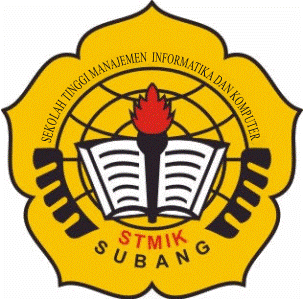 SEKOLAH TINGGI MANAJEMEN INFORMATIKA DAN KOMPUTER
STMIK
SUBANG